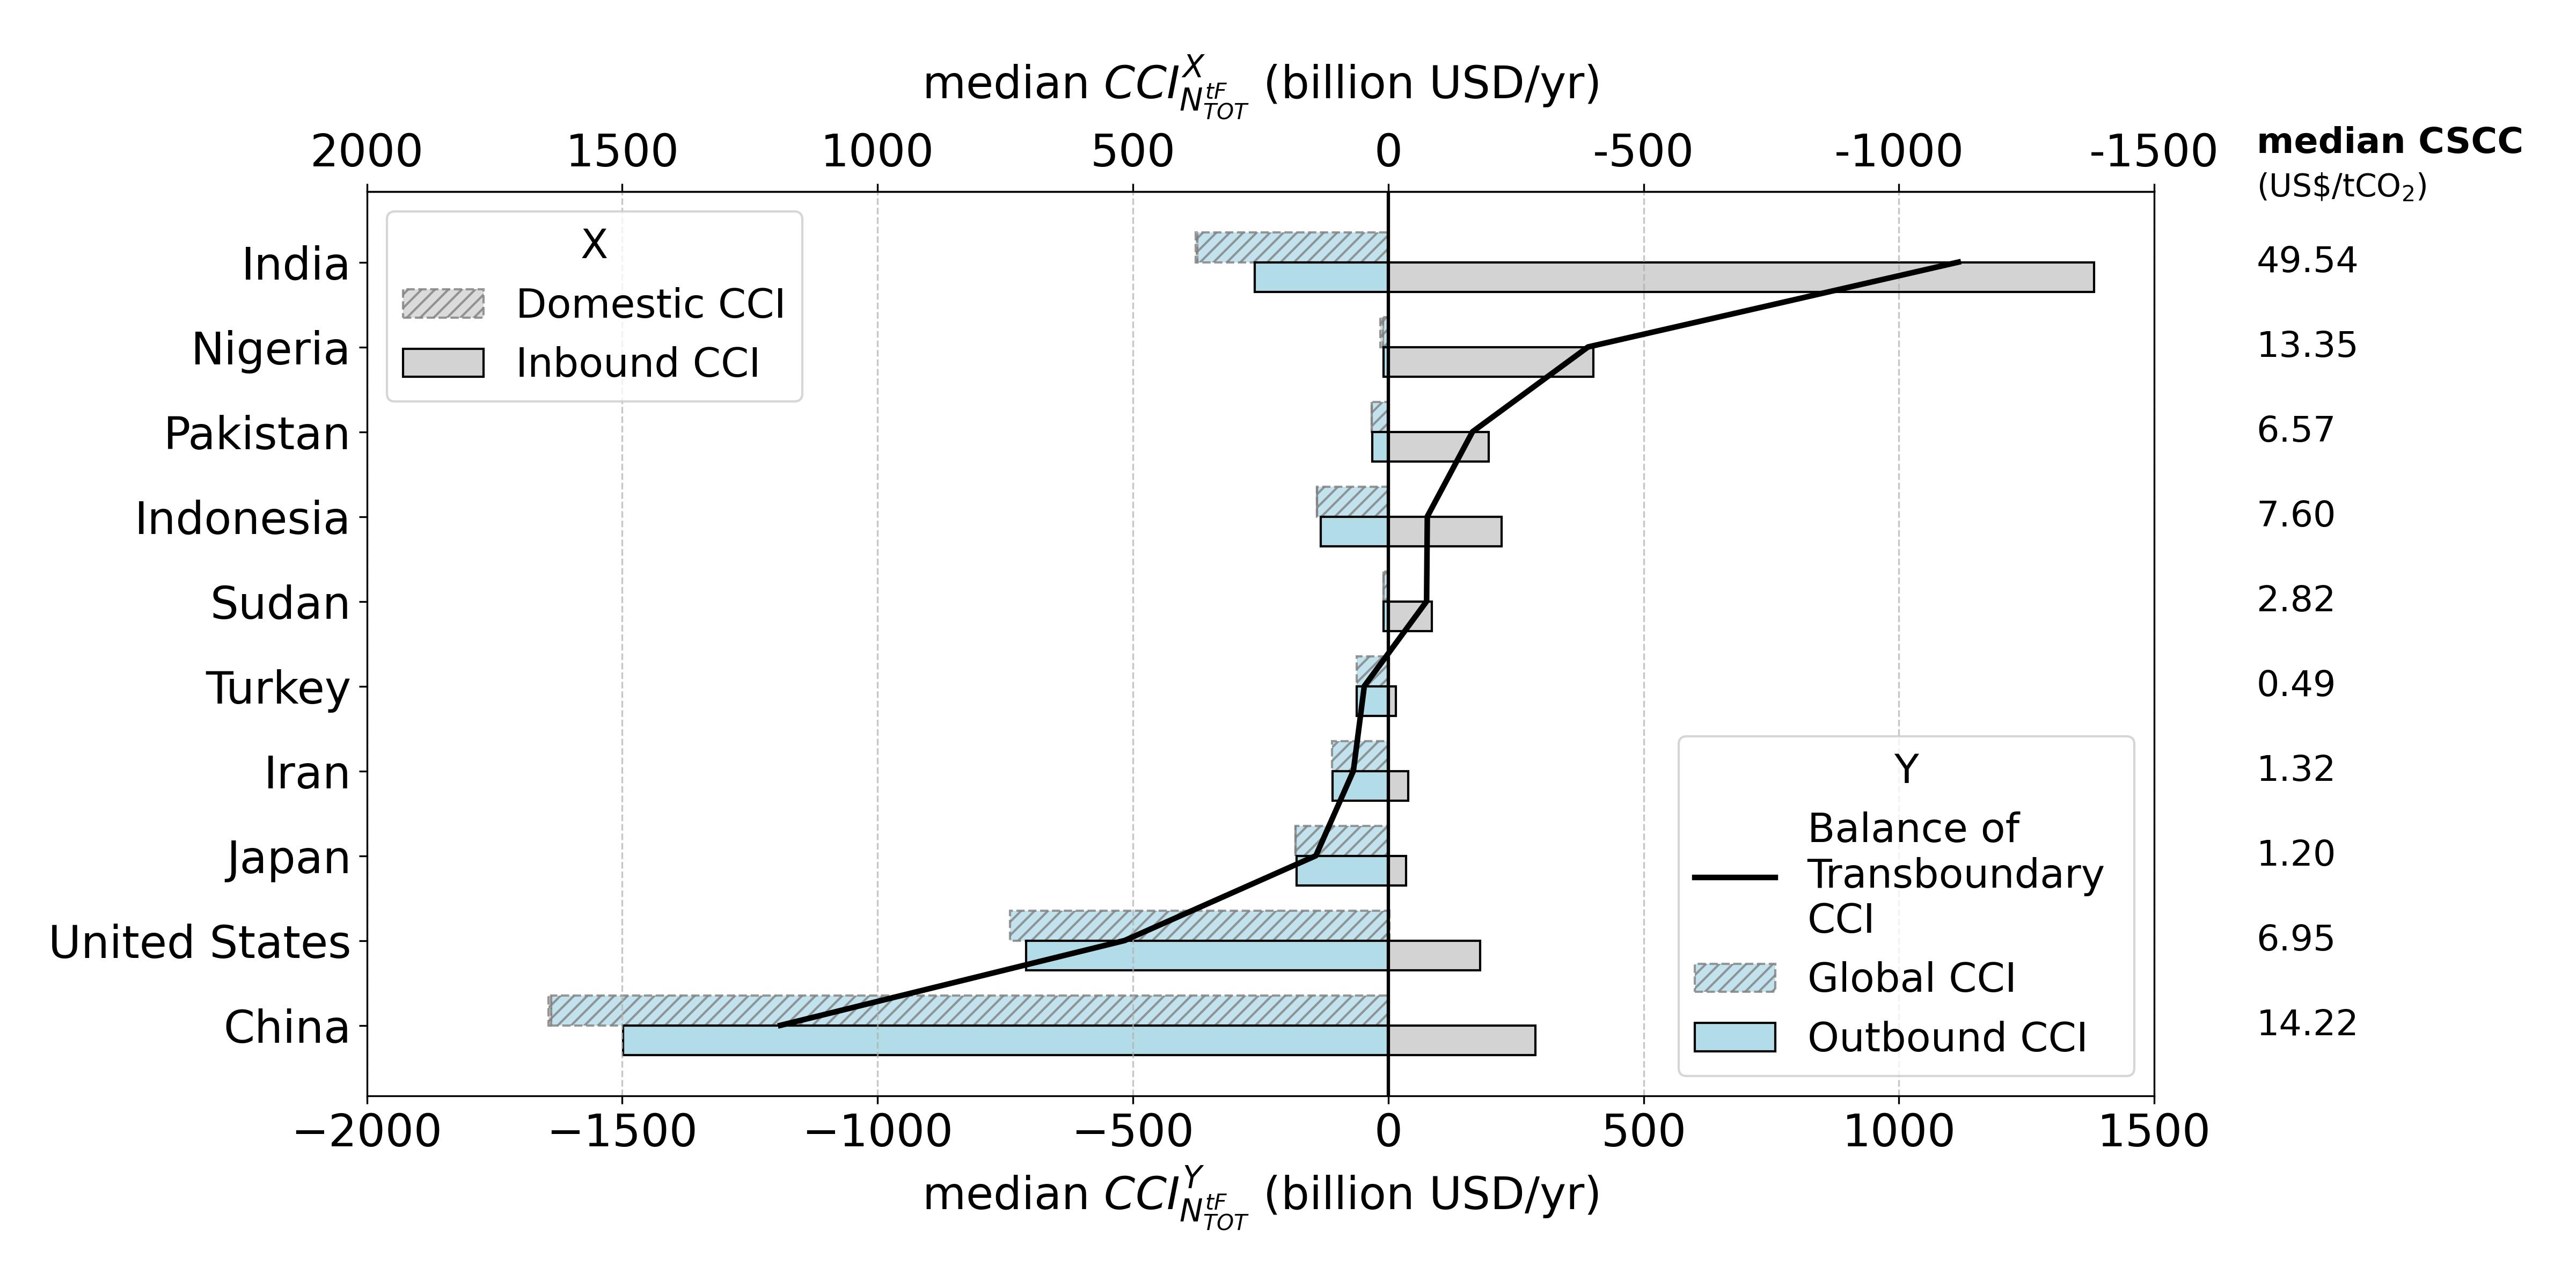 median CCI^X_{N^{tF}_{TOT}} (billion USD/yr)
2000 1500 1000 500 0 -500 -1000 -1500
median CSCC
(US$/tCO₂)
X
Domestic CCI
Inbound CCI
India 49.54
Nigeria 13.35
Pakistan 6.57
Indonesia 7.60
Sudan 2.82
Turkey 0.49
Iran 1.32
Japan 1.20
United States 6.95
China 14.22
Y
Balance of
Transboundary
CCI
Global CCI
Outbound CCI
−2000 −1500 −1000 −500 0 500 1000 1500
median CCI^Y_{N^{tF}_{TOT}} (billion USD/yr)